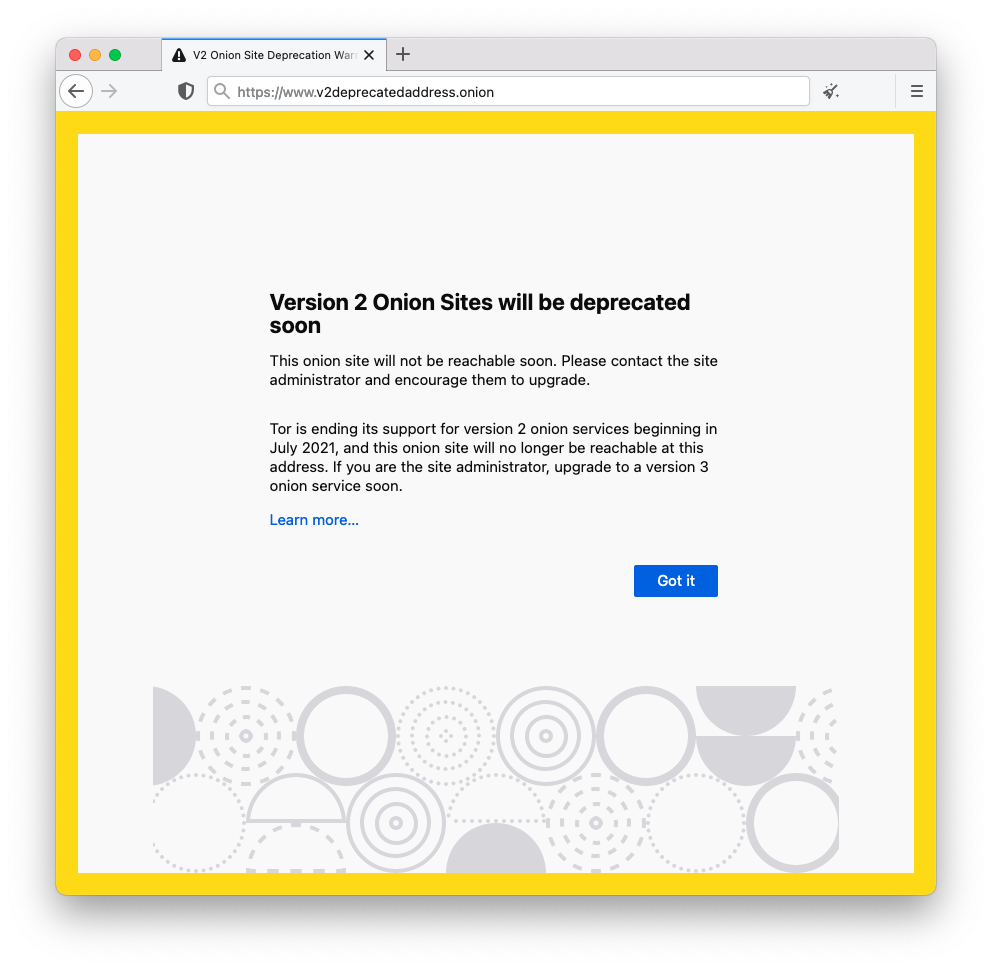 V2 Onion Site Deprecation War
https://www.v2deprecatedaddress.onion
Version 2 Onion Sites will be deprecated
soon
This onion site will not be reachable soon. Please contact the site
administrator and encourage them to upgrade.
Tor is ending its support for version 2 onion services beginning in
July 2021, and this onion site will no longer be reachable at this
address. If you are the site administrator, upgrade to a version 3
onion service soon.
Learn more...
Got it